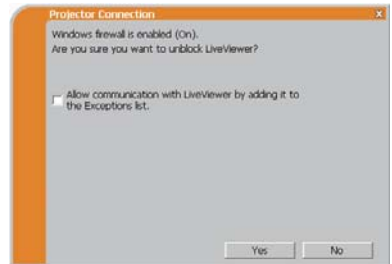 Projector Connection
X
Windows firewall is enabled (On).
Are you sure you want to unblock LiveViewer?
Allow communication with LiveViewer by adding it to
the Exceptions list.
Yes
No